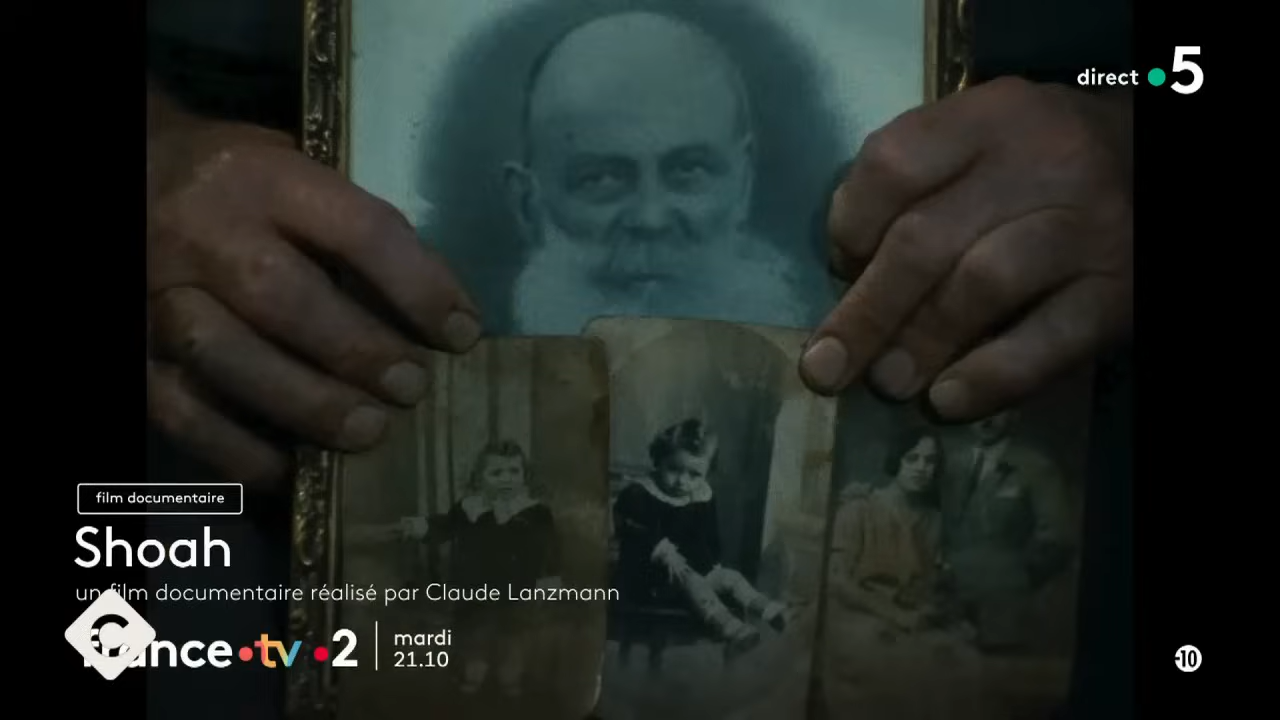 direct 5
film documentaire
Shoah
un film documentaire réalisé par Claude Lanzmann
C
france•tv•2
mardi
21.10
-10